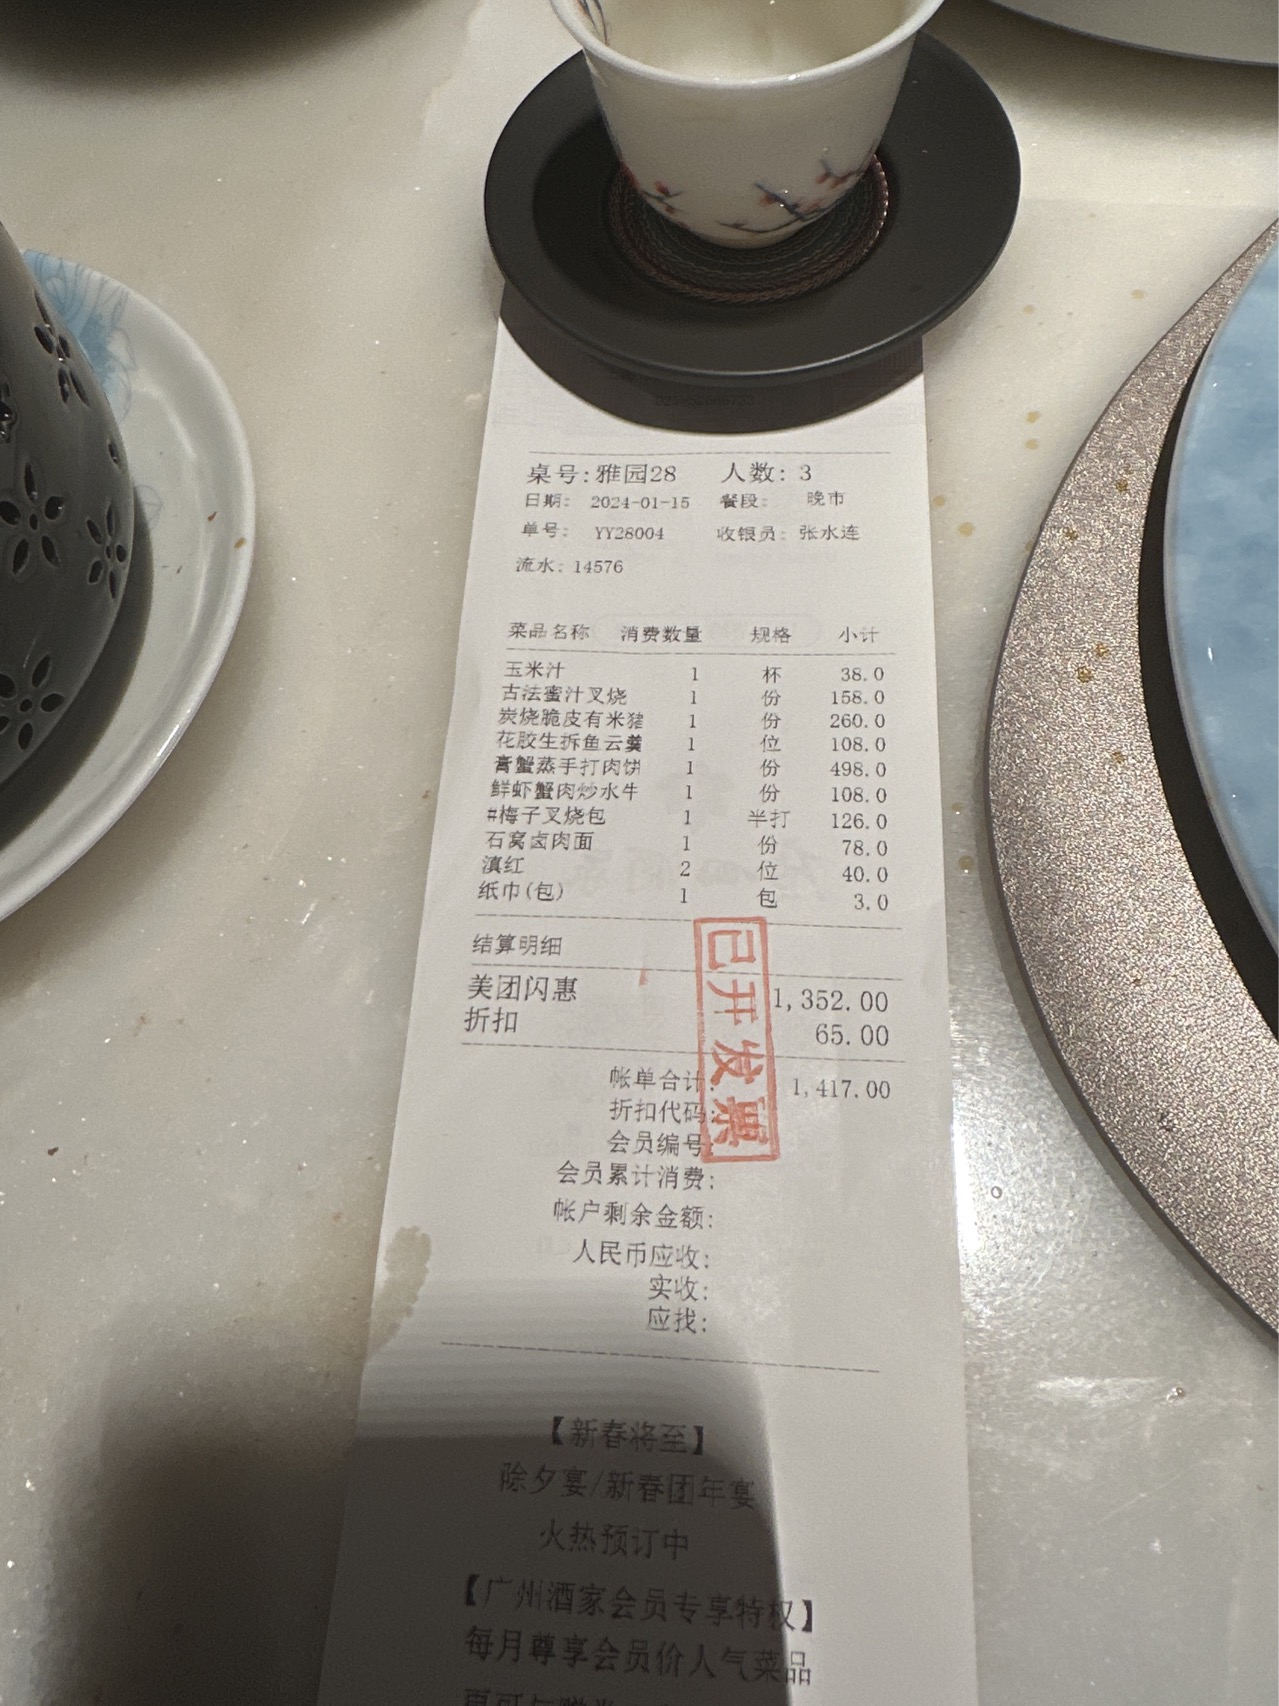 桌号:雅园28 人数: 3
日期: 2024-01-15 餐段: 晚市
单号: YY28004 收银员: 张水连
流水: 14576
菜品名称 消费数量 规格 小计
玉米汁 1 杯 38.0
古法蜜汁叉烧 1 份 158.0
炭烧脆皮有米猪 1 份 260.0
花胶生拆鱼云羹 1 位 108.0
膏蟹蒸手打肉饼 1 份 498.0
鲜虾蟹肉炒水牛 1 份 108.0
#梅子叉烧包 1 半打 126.0
石窝卤肉面 1 份 78.0
滇红 2 位 40.0
纸巾(包) 1 包 3.0
结算明细
美团闪惠 1,352.00
折扣 65.00
已开发票
帐单合计: 1,417.00
折扣代码:
会员编号:
会员累计消费:
帐户剩余金额:
人民币应收:
实收:
应找:
【新春将至】
除夕宴/新春团年宴
火热预订中
【广州酒家会员专享特权】
每月尊享会员价人气菜品